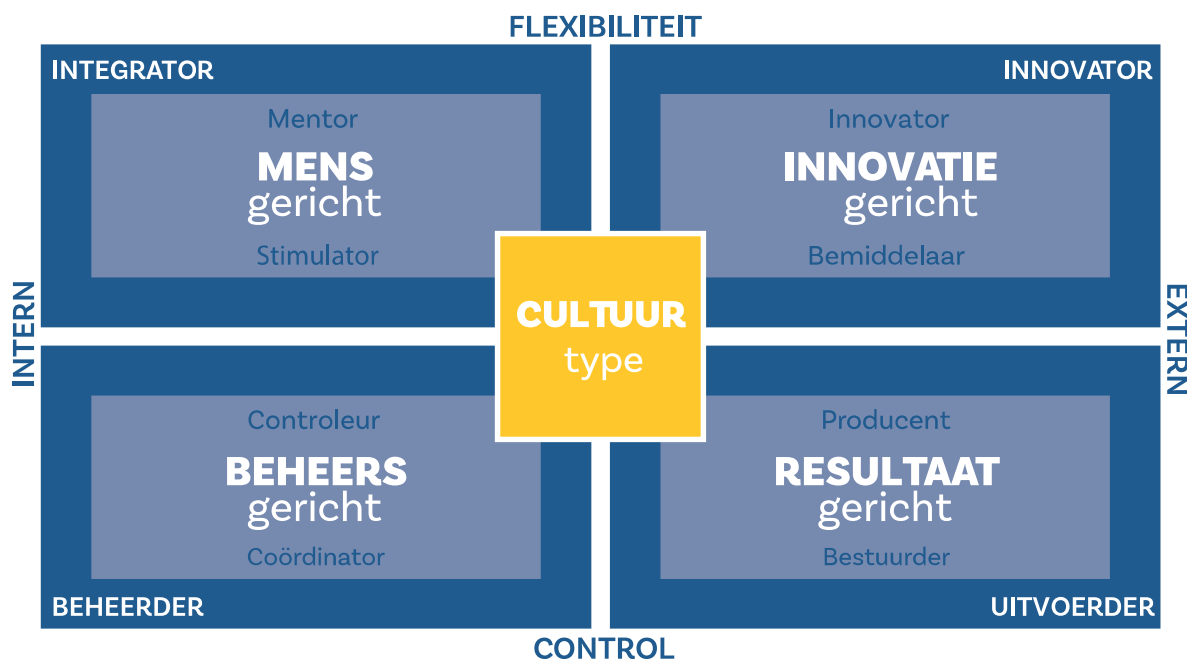 FLEXIBILITEIT
INTEGRATOR
Mentor
MENS
gericht
Stimulator
INNOVATOR
Innovator
INNOVATIE
gericht
Bemiddelaar
INTERN
CULTUUR
type
EXTERN
Controleur
BEHEERS
gericht
Coördinator
BEHEERDER
Producent
RESULTAAT
gericht
Bestuurder
UITVOERDER
CONTROL